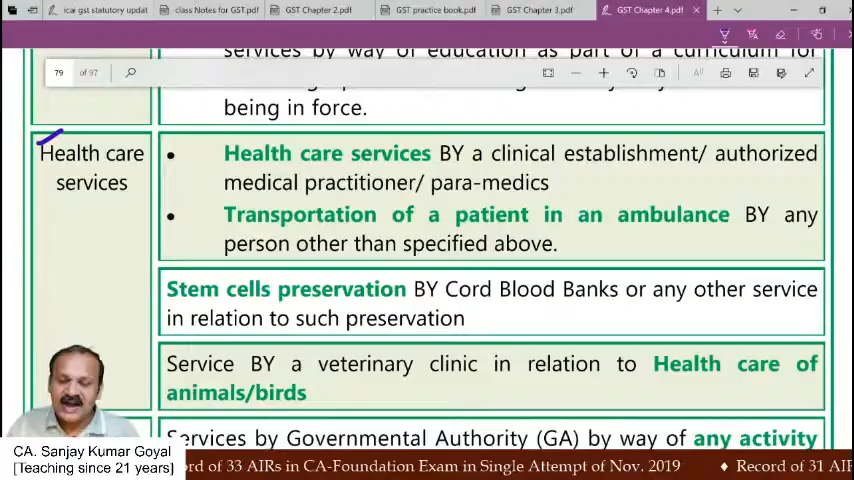 icai gst statutory updat
class Notes for GST.pdf
GST Chapter 2.pdf
GST practice book.pdf
GST Chapter 3.pdf
GST Chapter 4.pdf
services by way of education as part of a curriculum for
79 of 97
being in force.
Health care
services
• Health care services BY a clinical establishment/ authorized
medical practitioner/ para-medics
• Transportation of a patient in an ambulance BY any
person other than specified above.
Stem cells preservation BY Cord Blood Banks or any other service
in relation to such preservation
Service BY a veterinary clinic in relation to Health care of
animals/birds
Services by Governmental Authority (GA) by way of any activity
CA. Sanjay Kumar Goyal
[Teaching since 21 years]
rd of 33 AIRs in CA-Foundation Exam in Single Attempt of Nov. 2019 ♦ Record of 31 AIF